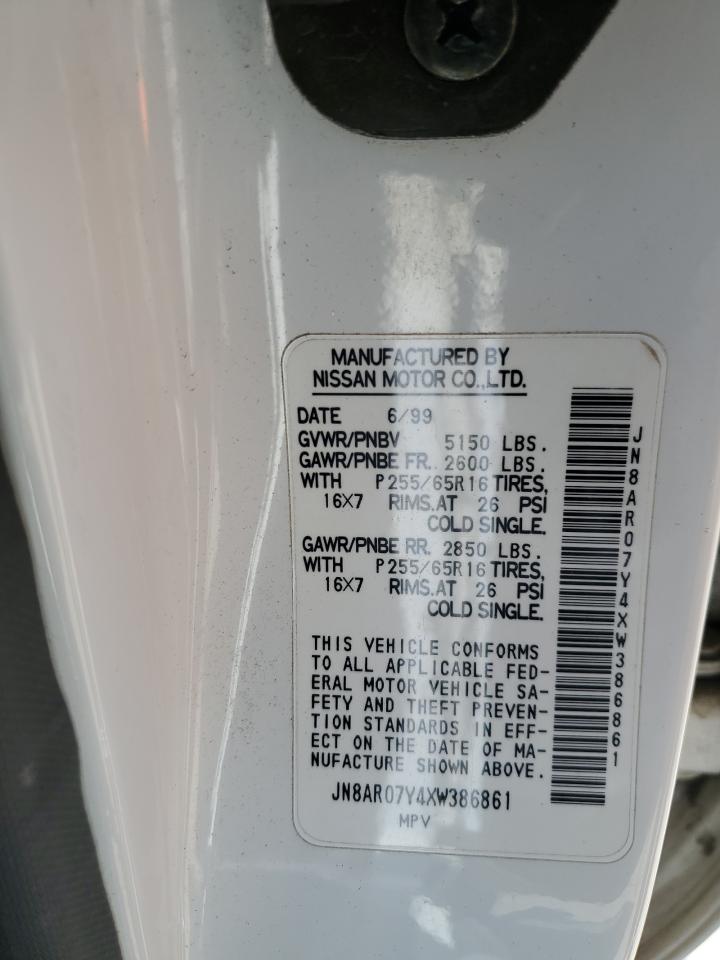 MANUFACTURED BY
NISSAN MOTOR CO.,LTD.
DATE 6/99
GVWR/PNBV 5150 LBS.
GAWR/PNBE FR. 2600 LBS.
WITH P255/65R16 TIRES,
16X7 RIMS.AT 26 PSI
COLD SINGLE.
GAWR/PNBE RR. 2850 LBS.
WITH P255/65R16 TIRES,
16X7 RIMS.AT 26 PSI
COLD SINGLE.
THIS VEHICLE CONFORMS
TO ALL APPLICABLE FED-
ERAL MOTOR VEHICLE SA-
FETY AND THEFT PREVEN-
TION STANDARDS IN EFF-
ECT ON THE DATE OF MA-
NUFACTURE SHOWN ABOVE.
JN8AR07Y4XW386861
MPV
JN8AR07Y4XW386861